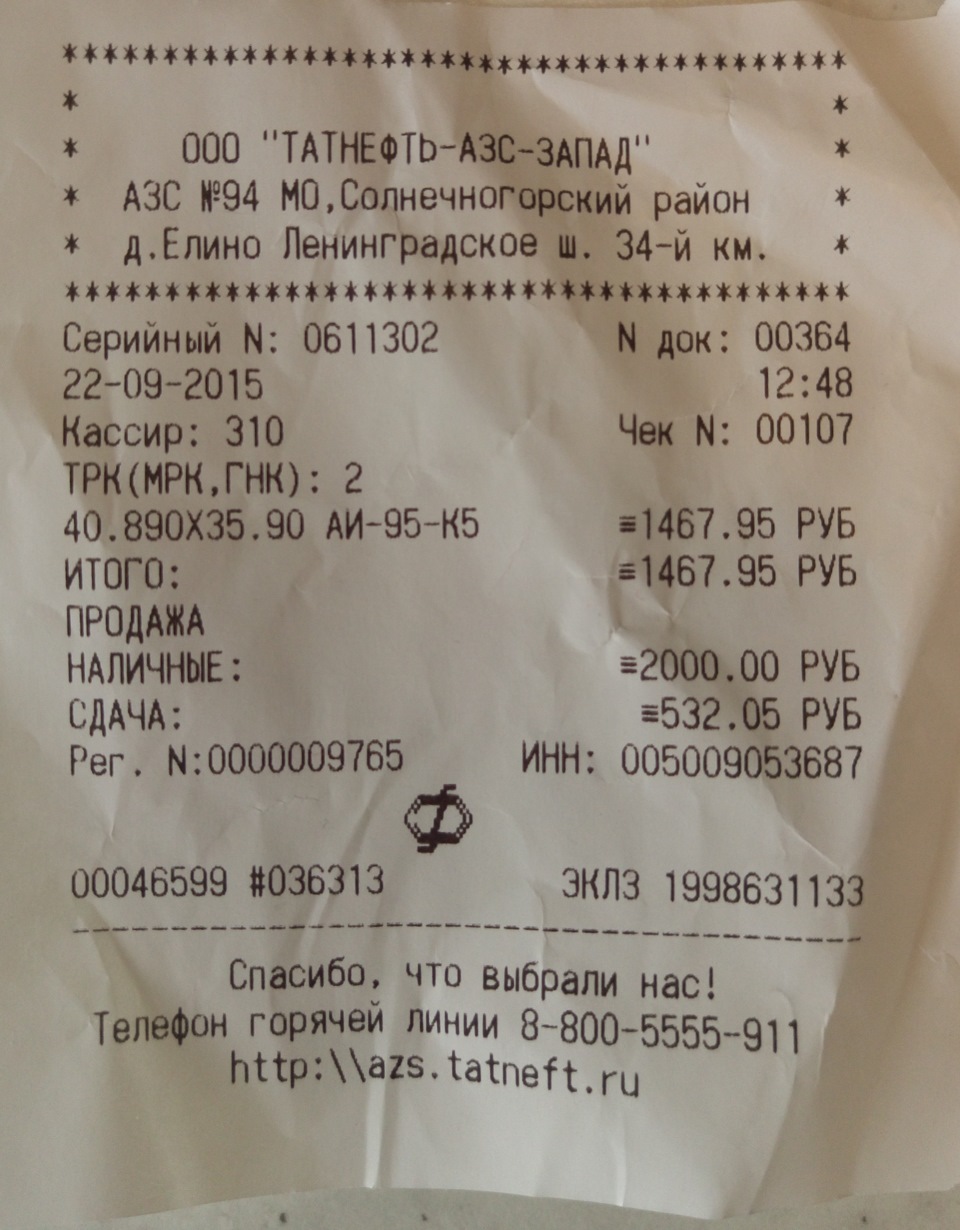 ****************************************
* *
* ООО "ТАТНЕФТЬ-АЗС-ЗАПАД" *
* АЗС №94 МО,Солнечногорский район *
* д.Елино Ленинградское ш. 34-й км. *
****************************************
Серийный N: 0611302 N док: 00364
22-09-2015 12:48
Кассир: 310 Чек N: 00107
ТРК(МРК,ГНК): 2
40.890X35.90 АИ-95-К5 ≡1467.95 РУБ
ИТОГО: ≡1467.95 РУБ
ПРОДАЖА
НАЛИЧНЫЕ: ≡2000.00 РУБ
СДАЧА: ≡532.05 РУБ
Рег. N:0000009765 ИНН: 005009053687
00046599 #036313 ЭКЛЗ 1998631133
----------------------------------------
Спасибо, что выбрали нас!
Телефон горячей линии 8-800-5555-911
http:\\azs.tatneft.ru